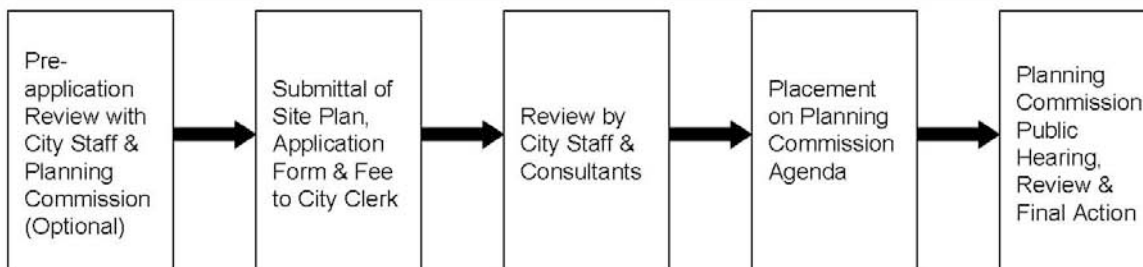 Pre-
application
Review with
City Staff &
Planning
Commission
(Optional)
Submittal of
Site Plan,
Application
Form & Fee
to City Clerk
Review by
City Staff &
Consultants
Placement
on Planning
Commission
Agenda
Planning
Commission
Public
Hearing,
Review &
Final Action